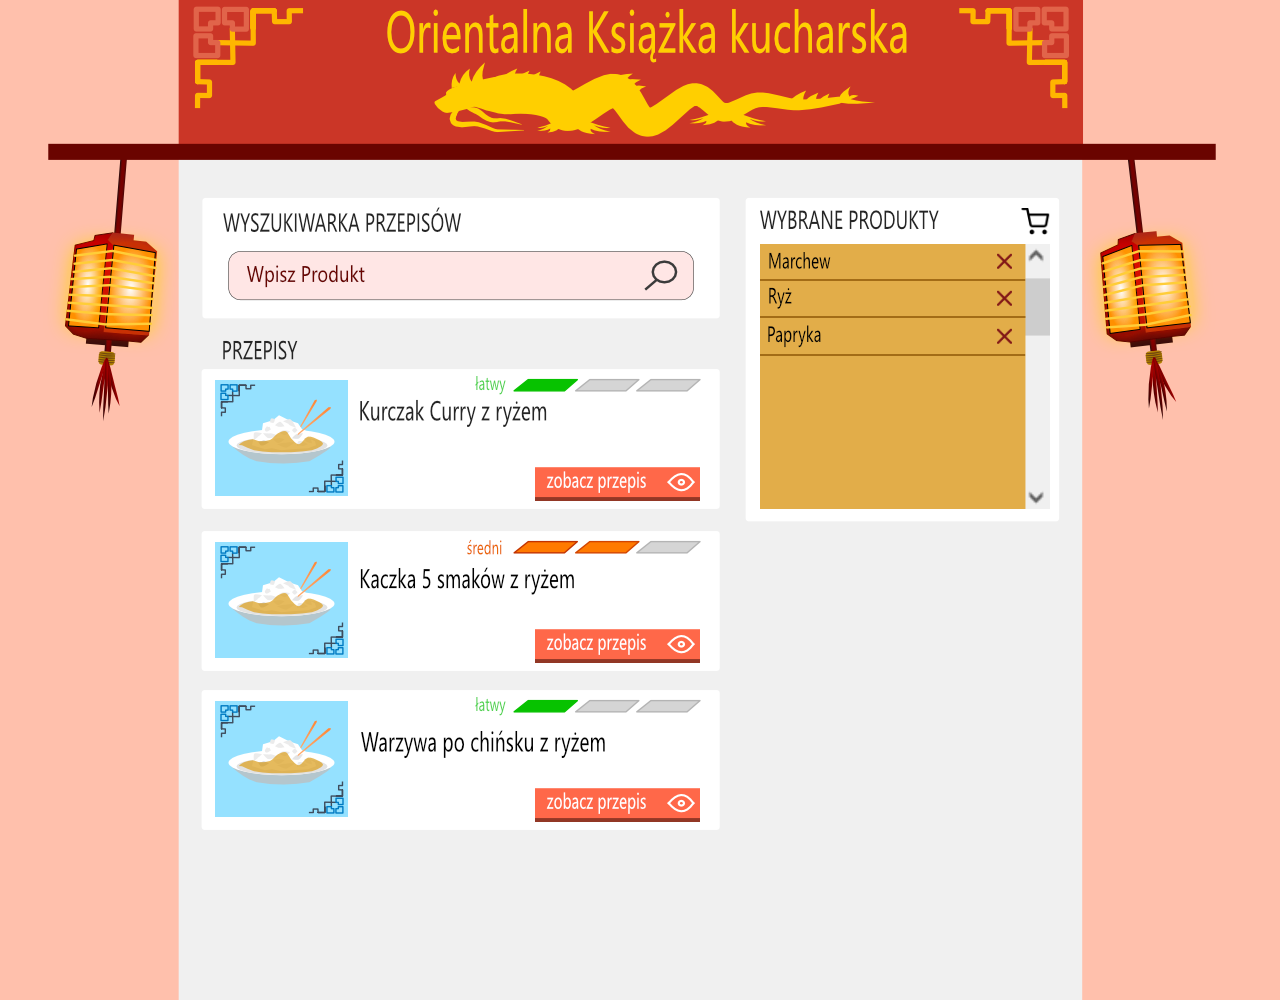 Orientalna Książka kucharska
WYSZUKIWARKA PRZEPISÓW
Wpisz Produkt
PRZEPISY
łatwy
Kurczak Curry z ryżem
zobacz przepis
średni
Kaczka 5 smaków z ryżem
zobacz przepis
łatwy
Warzywa po chińsku z ryżem
zobacz przepis
WYBRANE PRODUKTY
Marchew
Ryż
Papryka